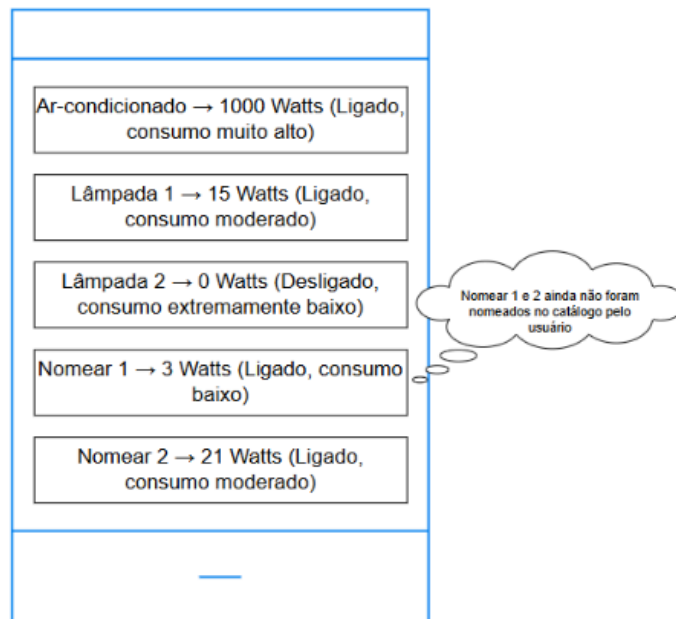 Ar-condicionado → 1000 Watts (Ligado,
consumo muito alto)
Lâmpada 1 → 15 Watts (Ligado,
consumo moderado)
Lâmpada 2 → 0 Watts (Desligado,
consumo extremamente baixo)
Nomear 1 e 2 ainda não foram
nomeados no catálogo pelo
usuário
Nomear 1 → 3 Watts (Ligado, consumo
baixo)
Nomear 2 → 21 Watts (Ligado,
consumo moderado)